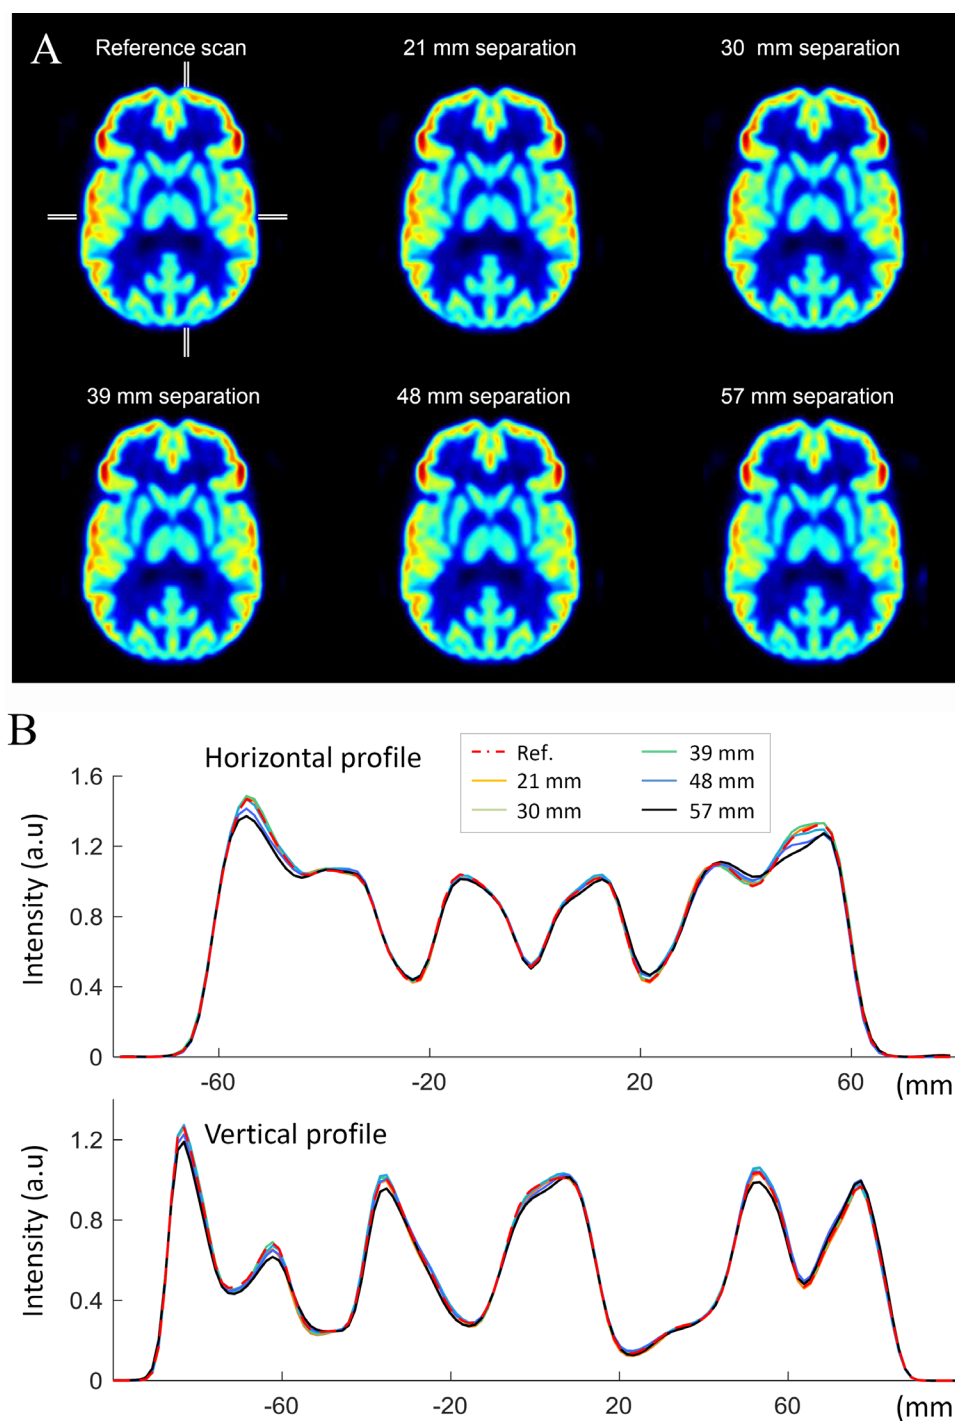 A
Reference scan
21 mm separation
30 mm separation
39 mm separation
48 mm separation
57 mm separation
B
Horizontal profile
Ref.
21 mm
30 mm
39 mm
48 mm
57 mm
Intensity (a.u)
1.6
1.2
0.8
0.4
0
-60
-20
20
60
(mm
Vertical profile
Intensity (a.u)
1.2
0.8
0.4
0
-60
-20
20
60
(mm